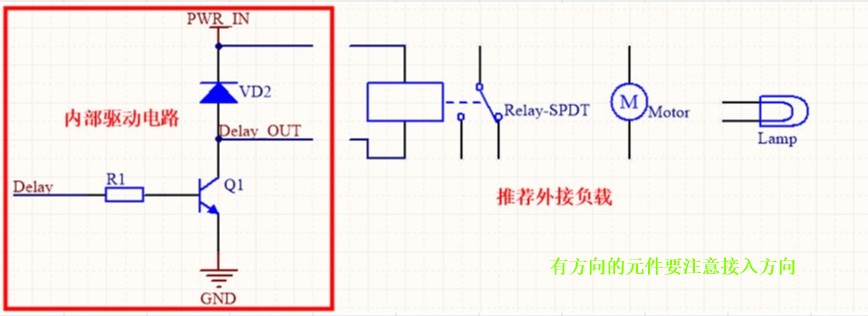 PWR_IN
VD2
内部驱动电路
Delay_OUT
Relay-SPDT
M
Motor
Lamp
Delay
R1
Q1
推荐外接负载
有方向的元件要注意接入方向
GND